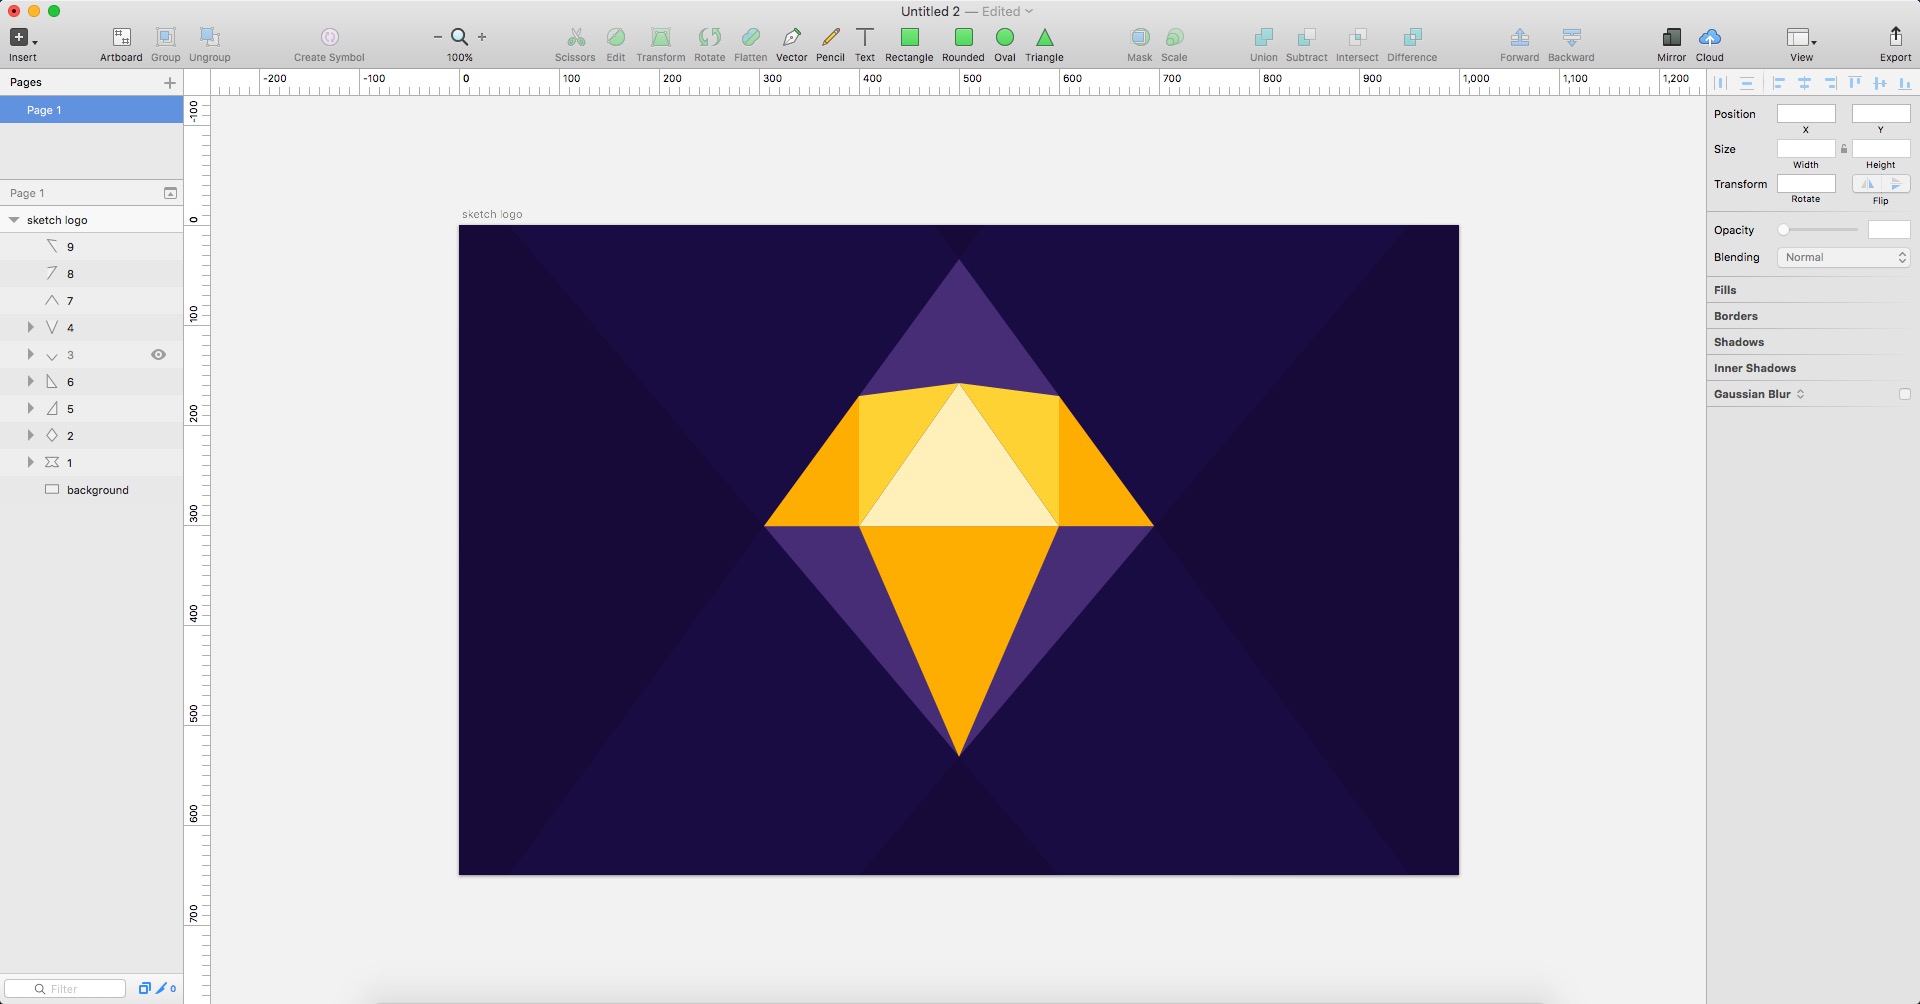 Untitled 2 — Edited
Insert
Artboard
Group
Ungroup
Create Symbol
100%
Scissors
Edit
Transform
Rotate
Flatten
Vector
Pencil
Text
Rectangle
Rounded
Oval
Triangle
Mask
Scale
Union
Subtract
Intersect
Difference
Forward
Backward
Mirror
Cloud
View
Export
Pages
Page 1
Page 1
sketch logo
9
8
7
4
3
6
5
2
1
background
Filter
0
-200
-100
0
100
200
300
400
500
600
700
800
900
1,000
1,100
1,200
-100
0
100
200
300
400
500
600
700
sketch logo
Position
X
Y
Size
Width
Height
Transform
Rotate
Flip
Opacity
Blending
Normal
Fills
Borders
Shadows
Inner Shadows
Gaussian Blur